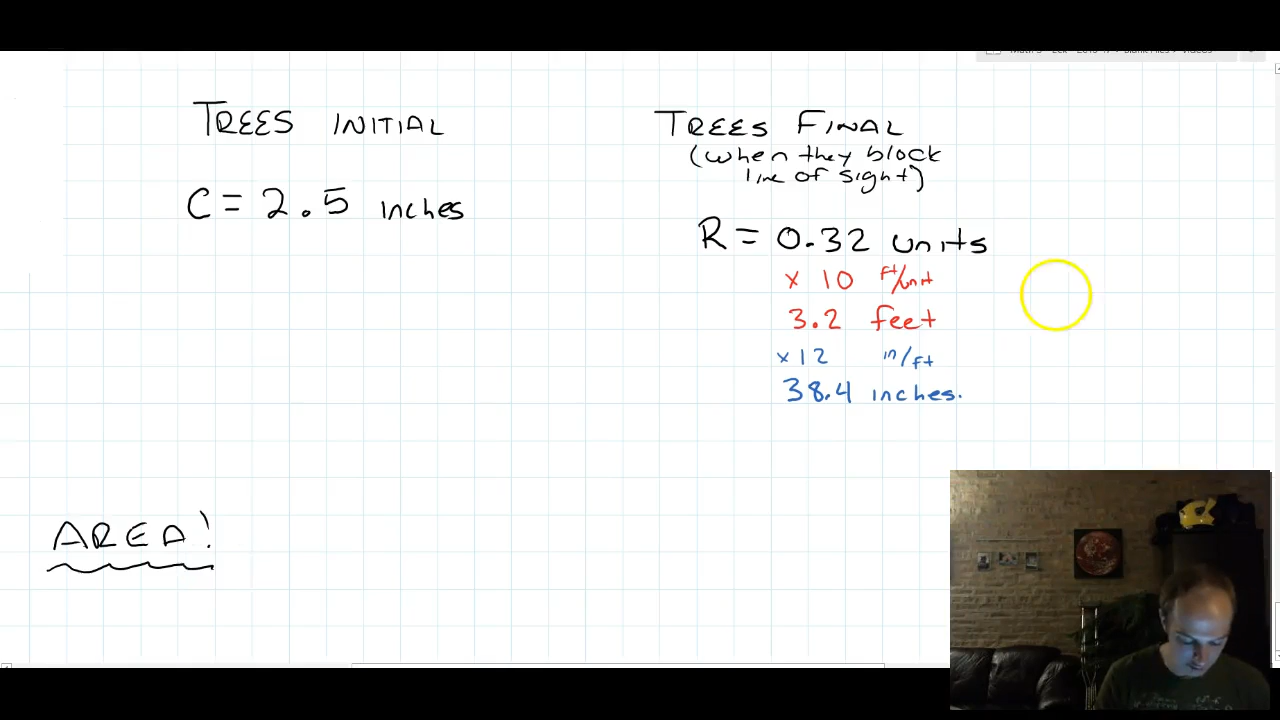 TREES INITIAL
C = 2.5 inches
TREES FINAL
(when they block
line of sight)
R = 0.32 units
x 10 ft/unit
3.2 feet
x 12 in/ft
38.4 inches.
AREA!